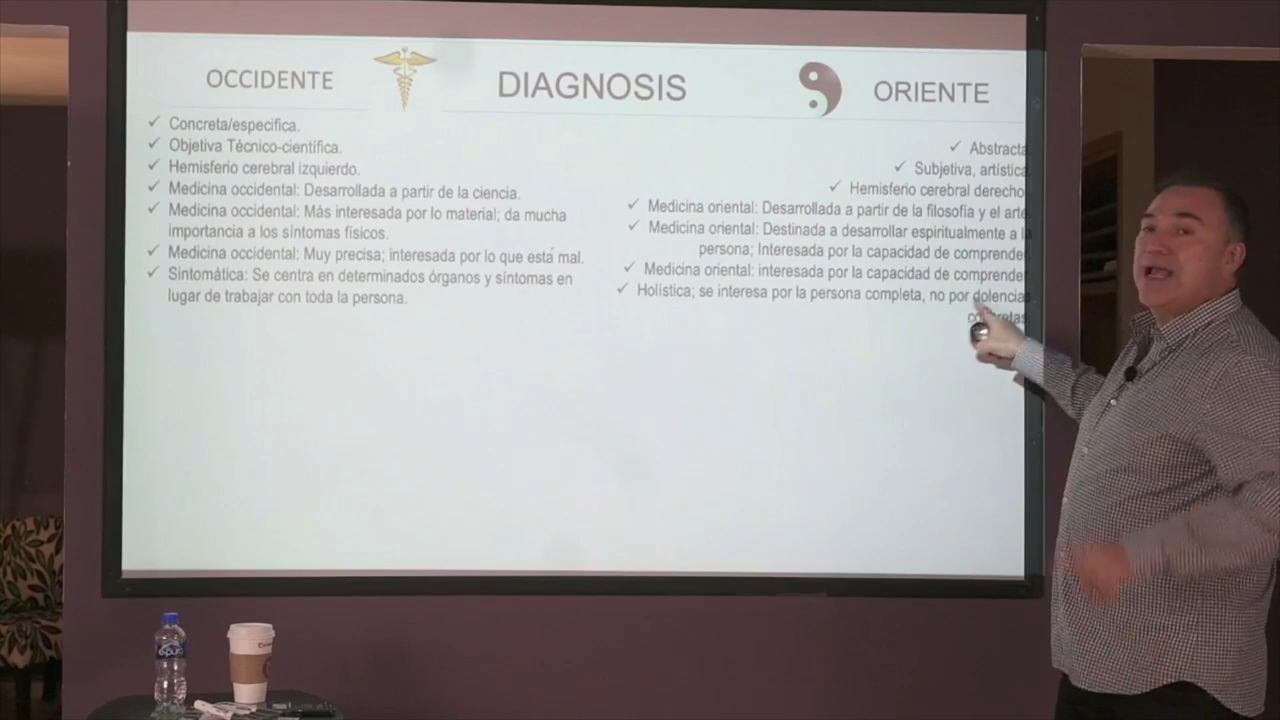 OCCIDENTE
DIAGNOSIS
ORIENTE
Concreta/especifica.
Objetiva Técnico-científica.
Hemisferio cerebral izquierdo.
Medicina occidental: Desarrollada a partir de la ciencia.
Medicina occidental: Más interesada por lo material; da mucha
importancia a los síntomas físicos.
Medicina occidental: Muy precisa; interesada por lo que está mal.
Sintomática: Se centra en determinados órganos y síntomas en
lugar de trabajar con toda la persona.
Abstracta.
Subjetiva, artística.
Hemisferio cerebral derecho.
Medicina oriental: Desarrollada a partir de la filosofía y el arte.
Medicina oriental: Destinada a desarrollar espiritualmente a la
persona; Interesada por la capacidad de comprender.
Medicina oriental: interesada por la capacidad de comprender.
Holística; se interesa por la persona completa, no por dolencias
epura